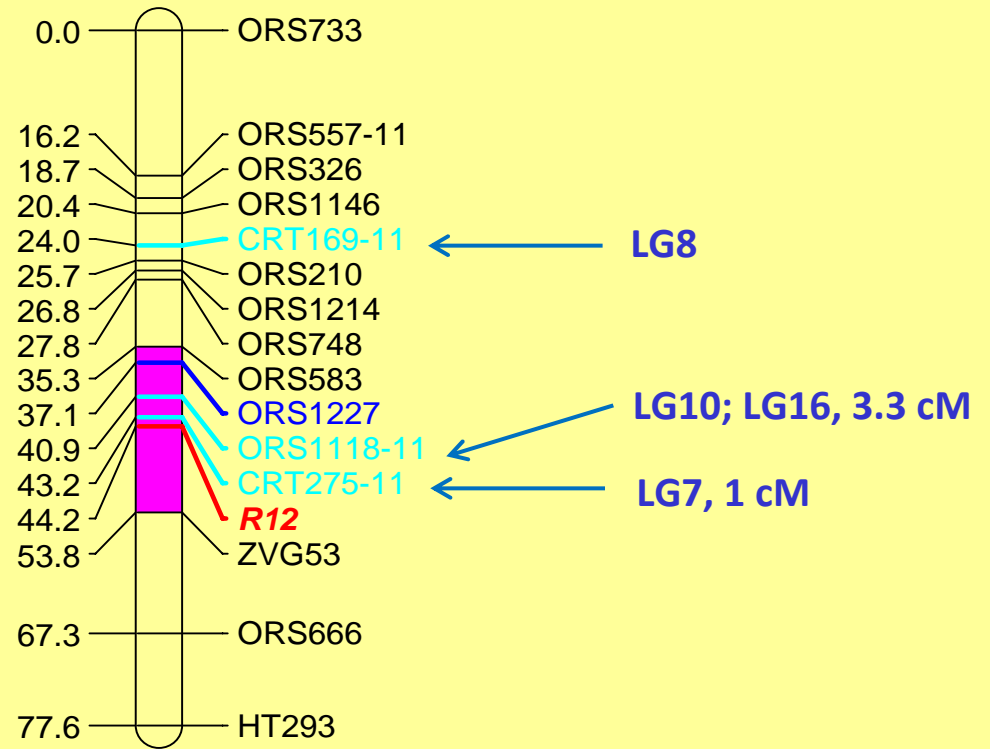 0.0 ORS733
16.2 ORS557-11
18.7 ORS326
20.4 ORS1146
24.0 CRT169-11 LG8
25.7 ORS210
26.8 ORS1214
27.8 ORS748
35.3 ORS583
37.1 ORS1227 LG10; LG16, 3.3 cM
40.9 ORS1118-11
43.2 CRT275-11 LG7, 1 cM
44.2 R12
53.8 ZVG53
67.3 ORS666
77.6 HT293